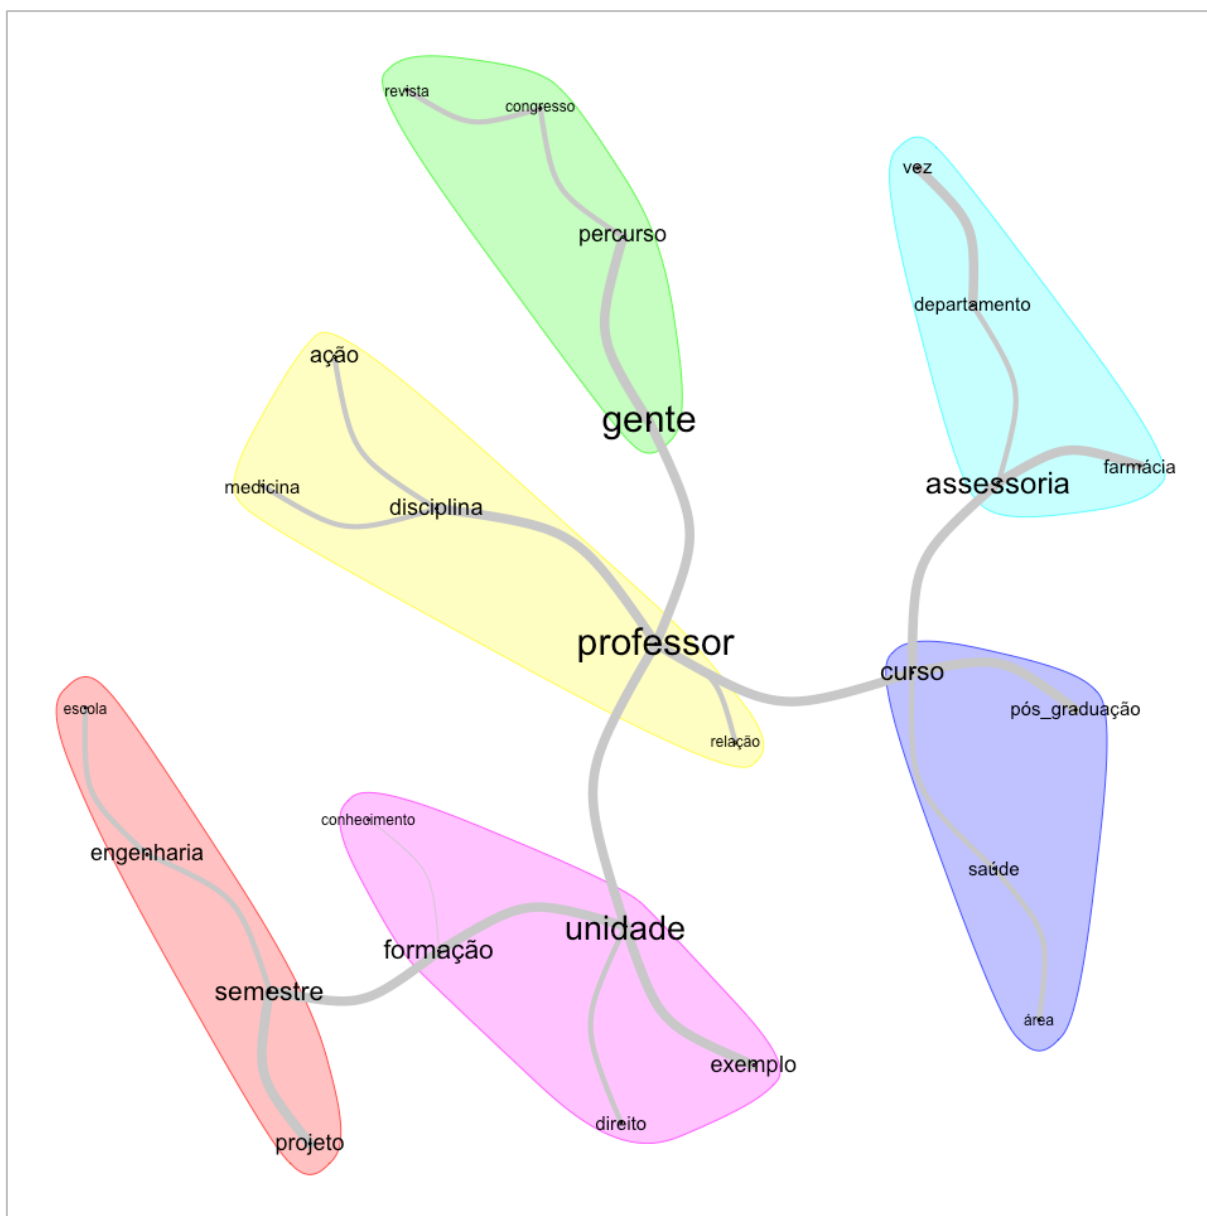 revista
congresso
vez
percurso
departamento
ação
gente
farmácia
assessoria
medicina
disciplina
professor
curso
escola
pós_graduação
relação
conhecimento
engenharia
saúde
unidade
formação
semestre
área
exemplo
direito
projeto